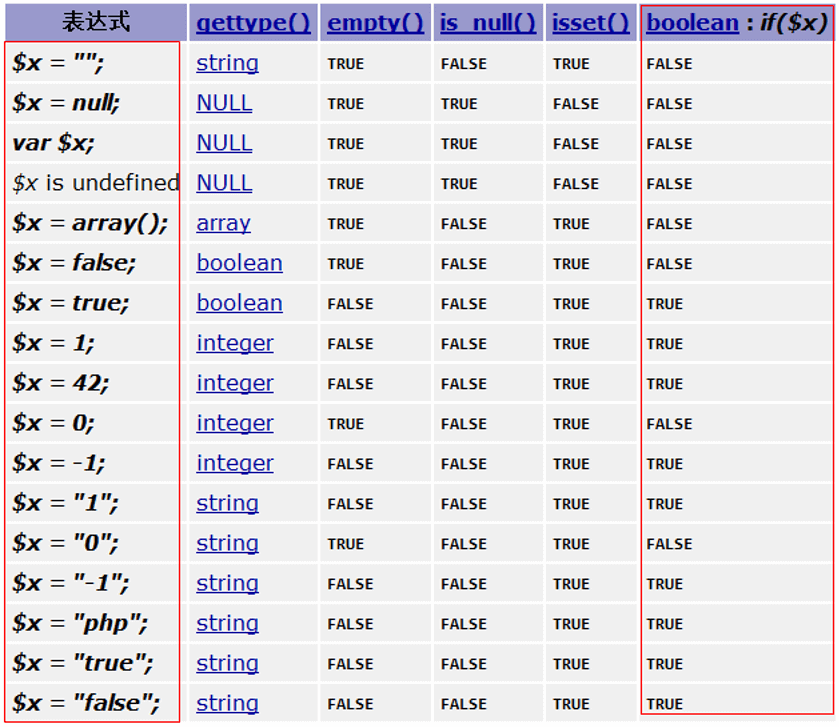 表达式 gettype() empty() is_null() isset() boolean : if($x)
$x = ""; string TRUE FALSE TRUE FALSE
$x = null; NULL TRUE TRUE FALSE FALSE
var $x; NULL TRUE TRUE FALSE FALSE
$x is undefined NULL TRUE TRUE FALSE FALSE
$x = array(); array TRUE FALSE TRUE FALSE
$x = false; boolean TRUE FALSE TRUE FALSE
$x = true; boolean FALSE FALSE TRUE TRUE
$x = 1; integer FALSE FALSE TRUE TRUE
$x = 42; integer FALSE FALSE TRUE TRUE
$x = 0; integer TRUE FALSE TRUE FALSE
$x = -1; integer FALSE FALSE TRUE TRUE
$x = "1"; string FALSE FALSE TRUE TRUE
$x = "0"; string TRUE FALSE TRUE FALSE
$x = "-1"; string FALSE FALSE TRUE TRUE
$x = "php"; string FALSE FALSE TRUE TRUE
$x = "true"; string FALSE FALSE TRUE TRUE
$x = "false"; string FALSE FALSE TRUE TRUE